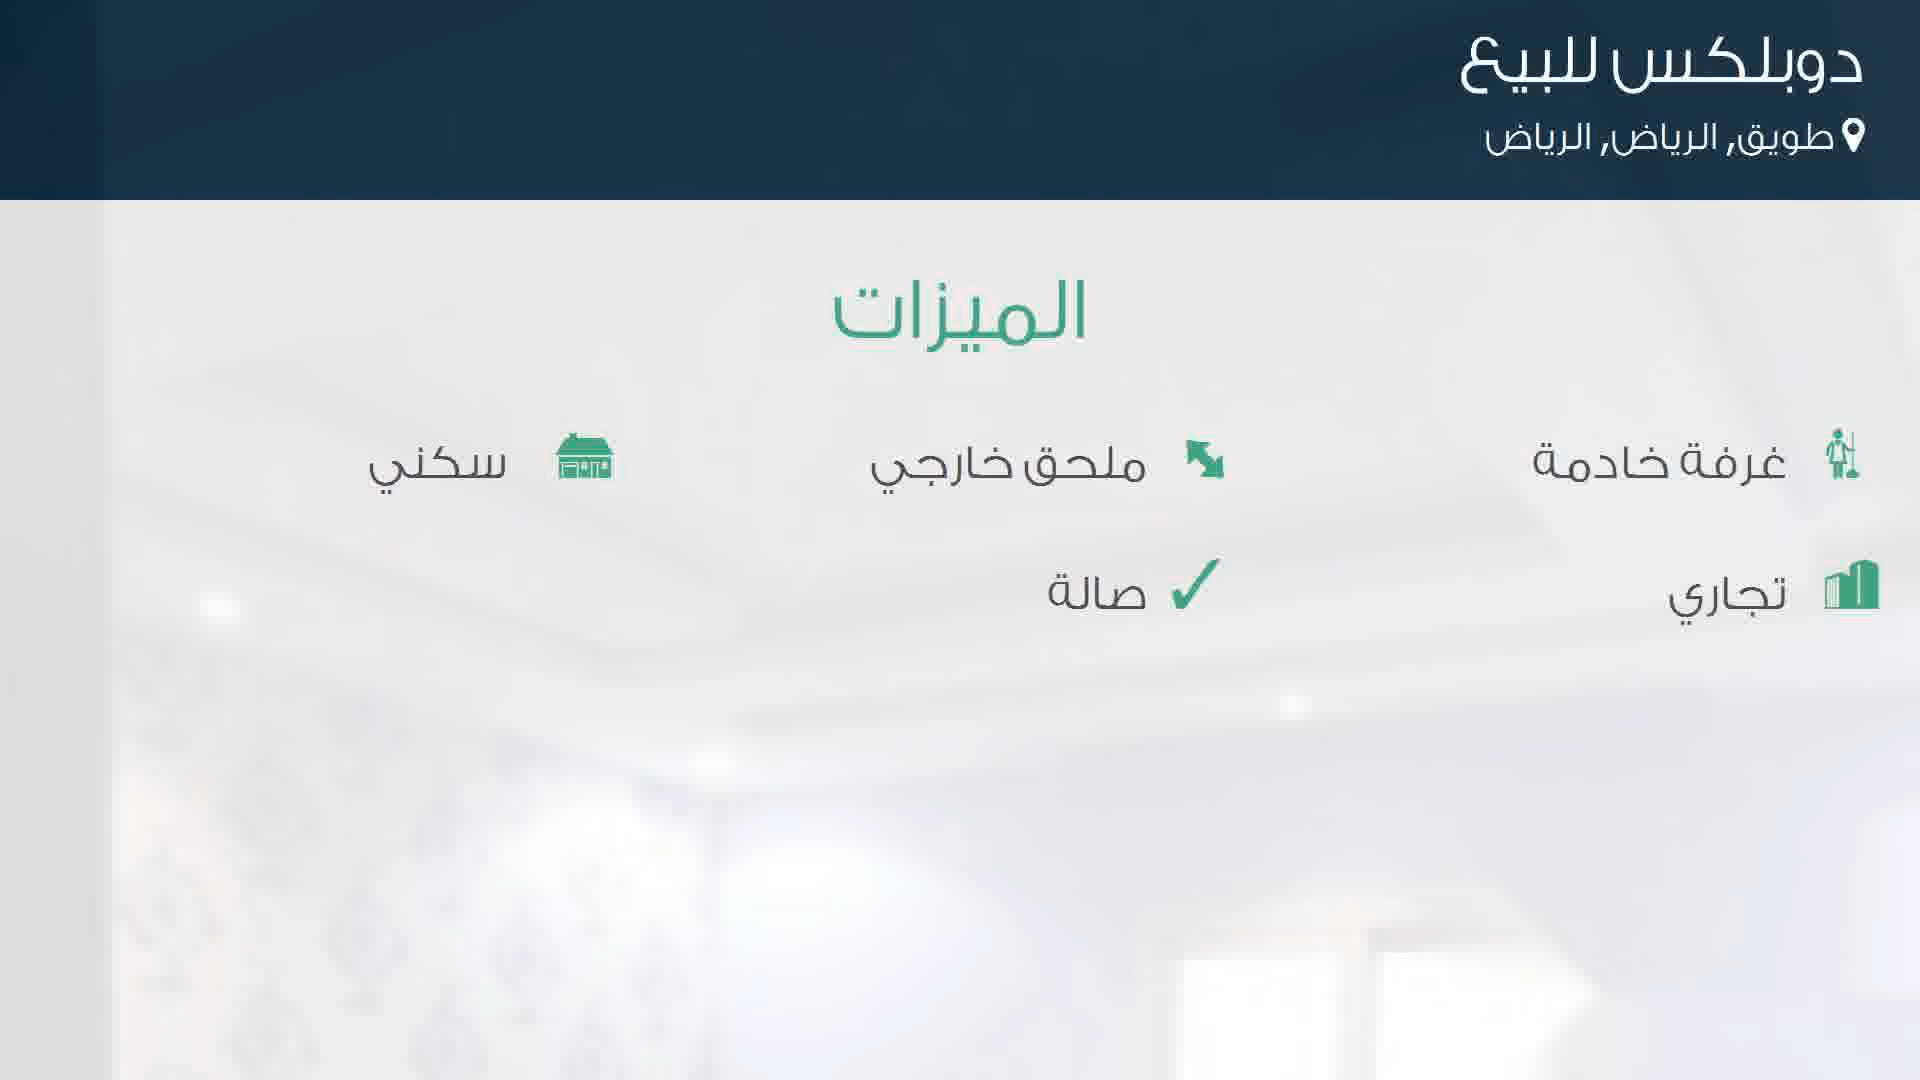 دوبلكس للبيع
طويق, الرياض, الرياض
الميزات
غرفة خادمة
ملحق خارجي
سكني
تجاري
صالة